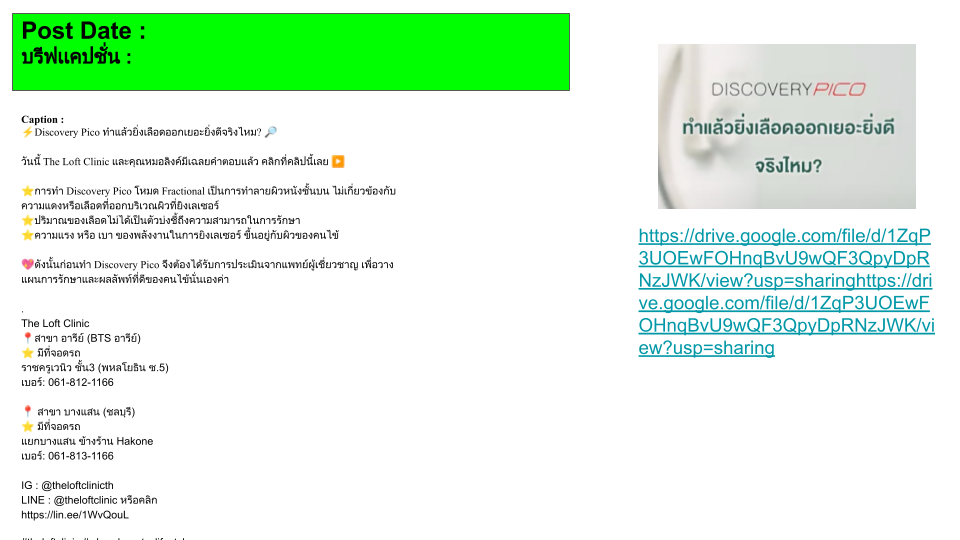 Post Date :
บรีฟแคปชั่น :
Caption :
⚡Discovery Pico ทำแล้วยิ่งเลือดออกเยอะยิ่งดีจริงไหม? 🔎
วันนี้ The Loft Clinic และคุณหมอลิงค์มีเฉลยคำตอบแล้ว คลิกที่คลิปนี้เลย ▶️
⭐การทำ Discovery Pico โหมด Fractional เป็นการทำลายผิวหนังชั้นบน ไม่เกี่ยวข้องกับ
ความแดงหรือเลือดที่ออกบริเวณผิวที่ยิงเลเซอร์
⭐ปริมาณของเลือดไม่ได้เป็นตัวบ่งชี้ถึงความสามารถในการรักษา
⭐ความแรง หรือ เบา ของพลังงานในการยิงเลเซอร์ ขึ้นอยู่กับผิวของคนไข้
💖ดังนั้นก่อนทำ Discovery Pico จึงต้องได้รับการประเมินจากแพทย์ผู้เชี่ยวชาญ เพื่อวาง
แผนการรักษาและผลลัพท์ที่ดีของคนไข้นั่นเองค่า
.
The Loft Clinic
📍สาขา อารีย์ (BTS อารีย์)
⭐ มีที่จอดรถ
ราชครูเวนิว ชั้น3 (พหลโยธิน ซ.5)
เบอร์: 061-812-1166
📍 สาขา บางแสน (ชลบุรี)
⭐ มีที่จอดรถ
แยกบางแสน ข้างร้าน Hakone
เบอร์: 061-813-1166
IG : @theloftclinicth
LINE : @theloftclinic หรือคลิก
https://lin.ee/1WvQouL
DISCOVERY PICO
ทำแล้วยิ่งเลือดออกเยอะยิ่งดี
จริงไหม?
https://drive.google.com/file/d/1ZqP
3UOEwFOHnqBvU9wQF3QpyDpR
NzJWK/view?usp=sharinghttps://dri
ve.google.com/file/d/1ZqP3UOEwF
OHnqBvU9wQF3QpyDpRNzJWK/vi
ew?usp=sharing